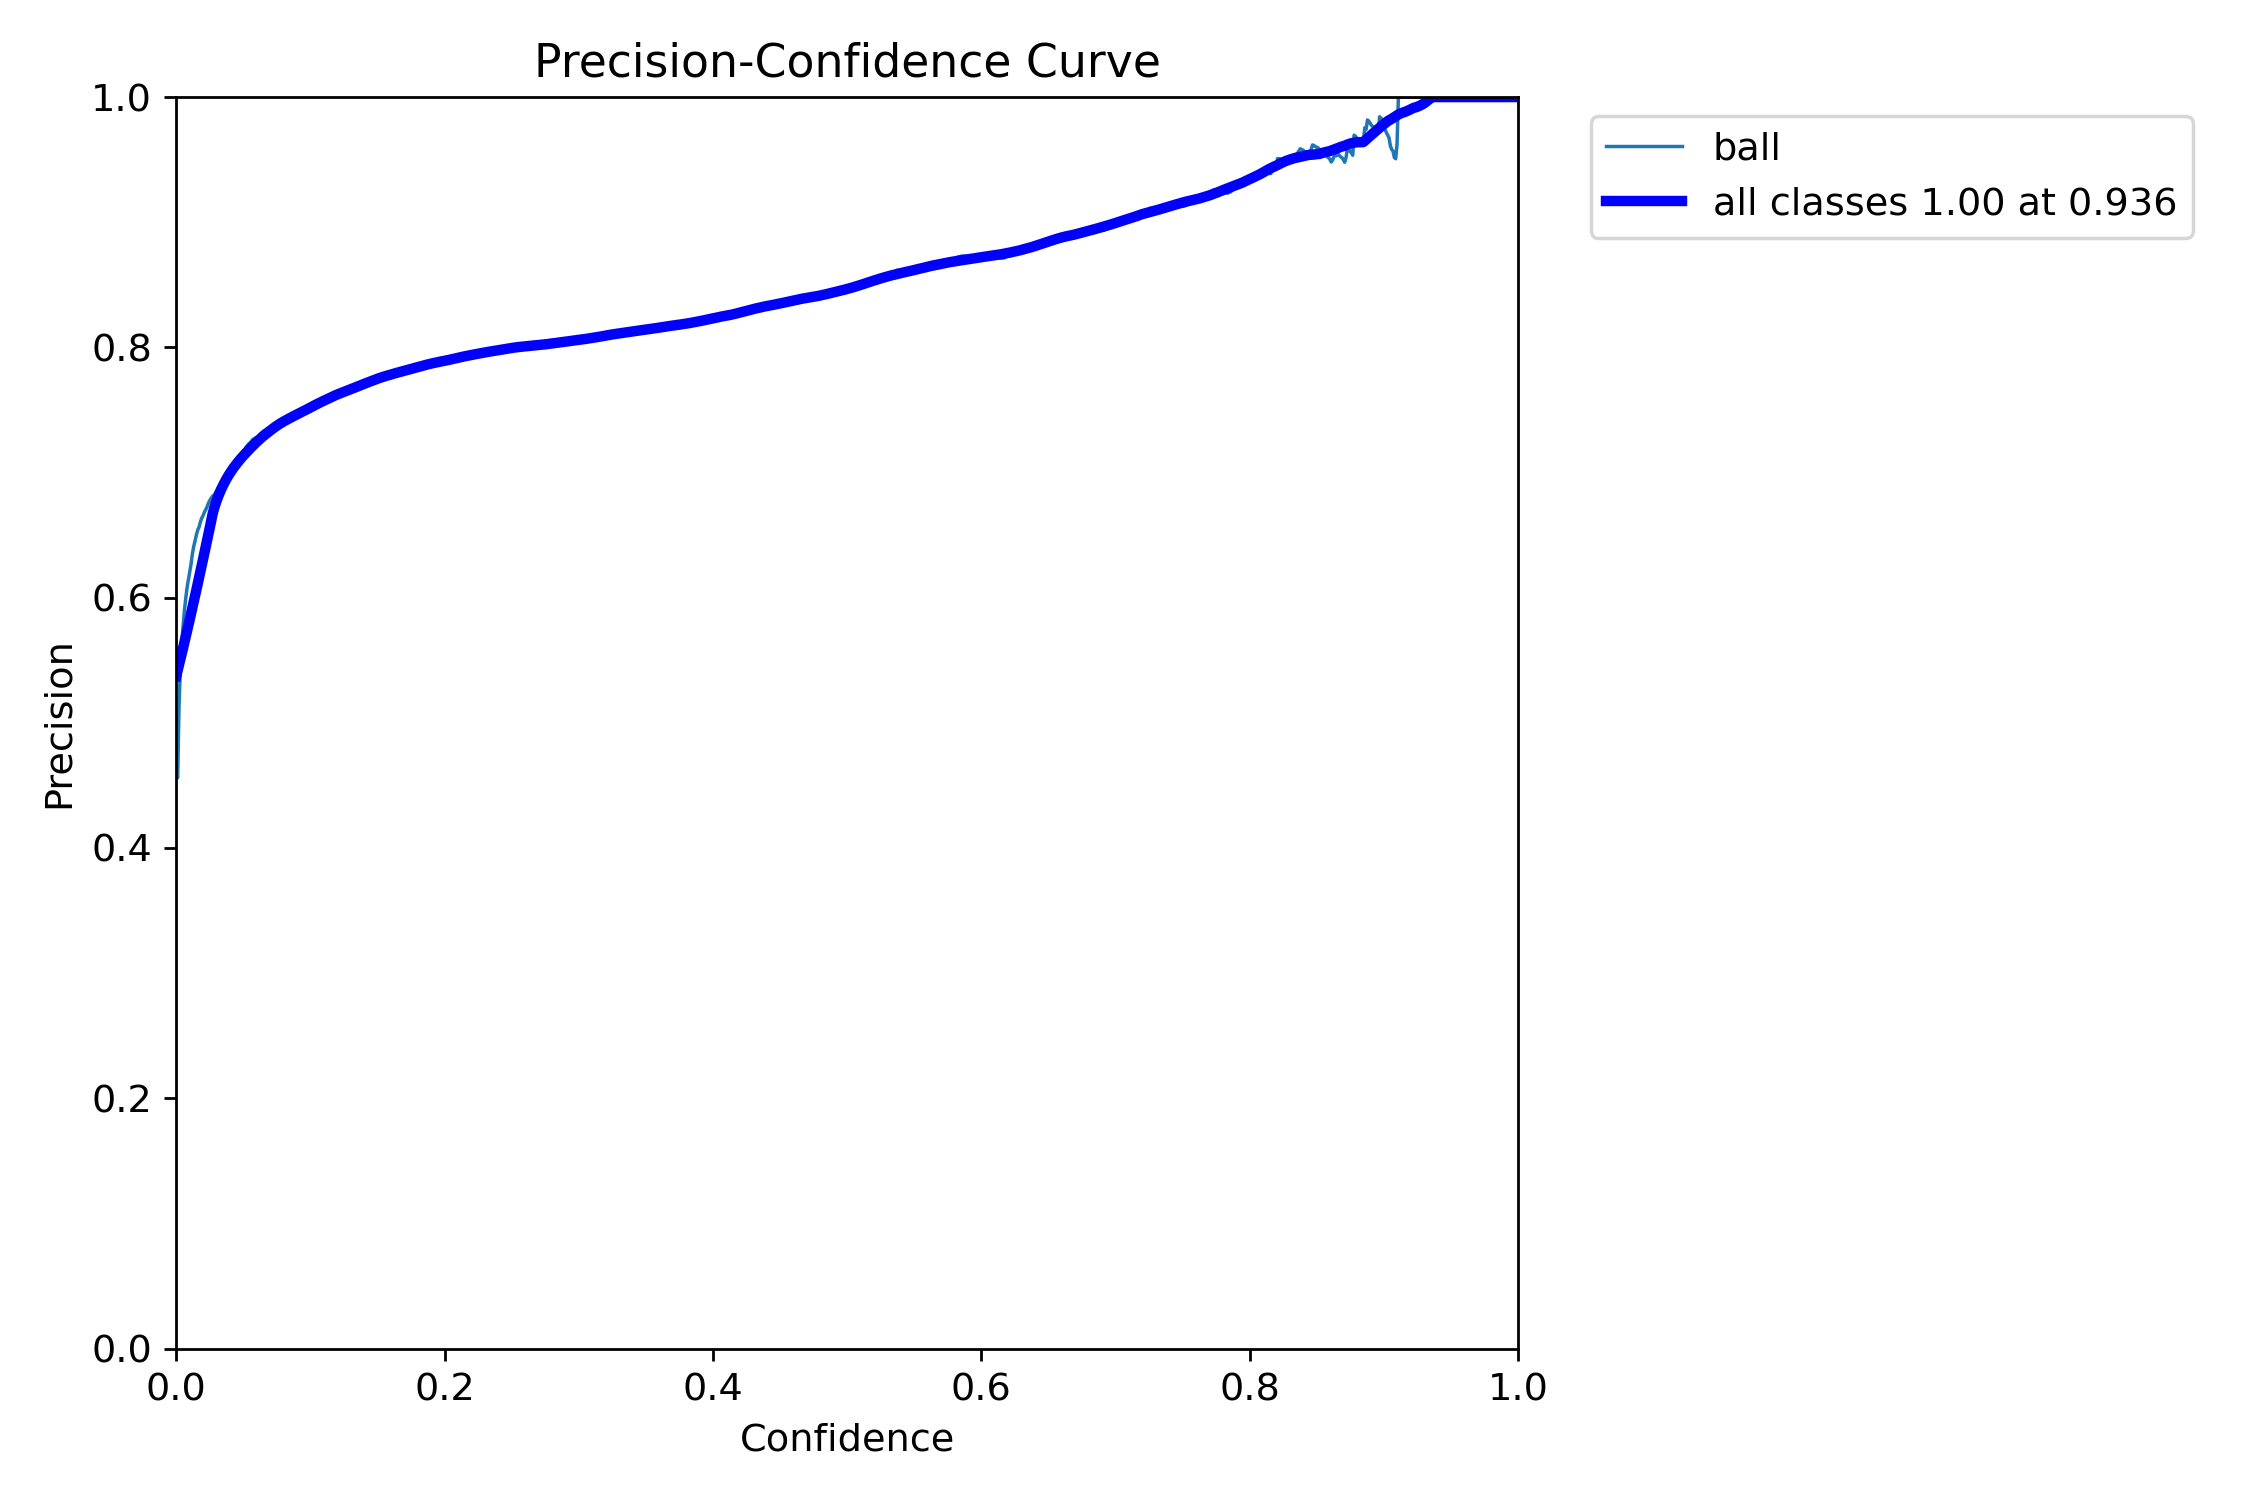 Precision-Confidence Curve
1.0
0.8
0.6
0.4
0.2
0.0
Precision
0.0 0.2 0.4 0.6 0.8 1.0
Confidence
ball
all classes 1.00 at 0.936